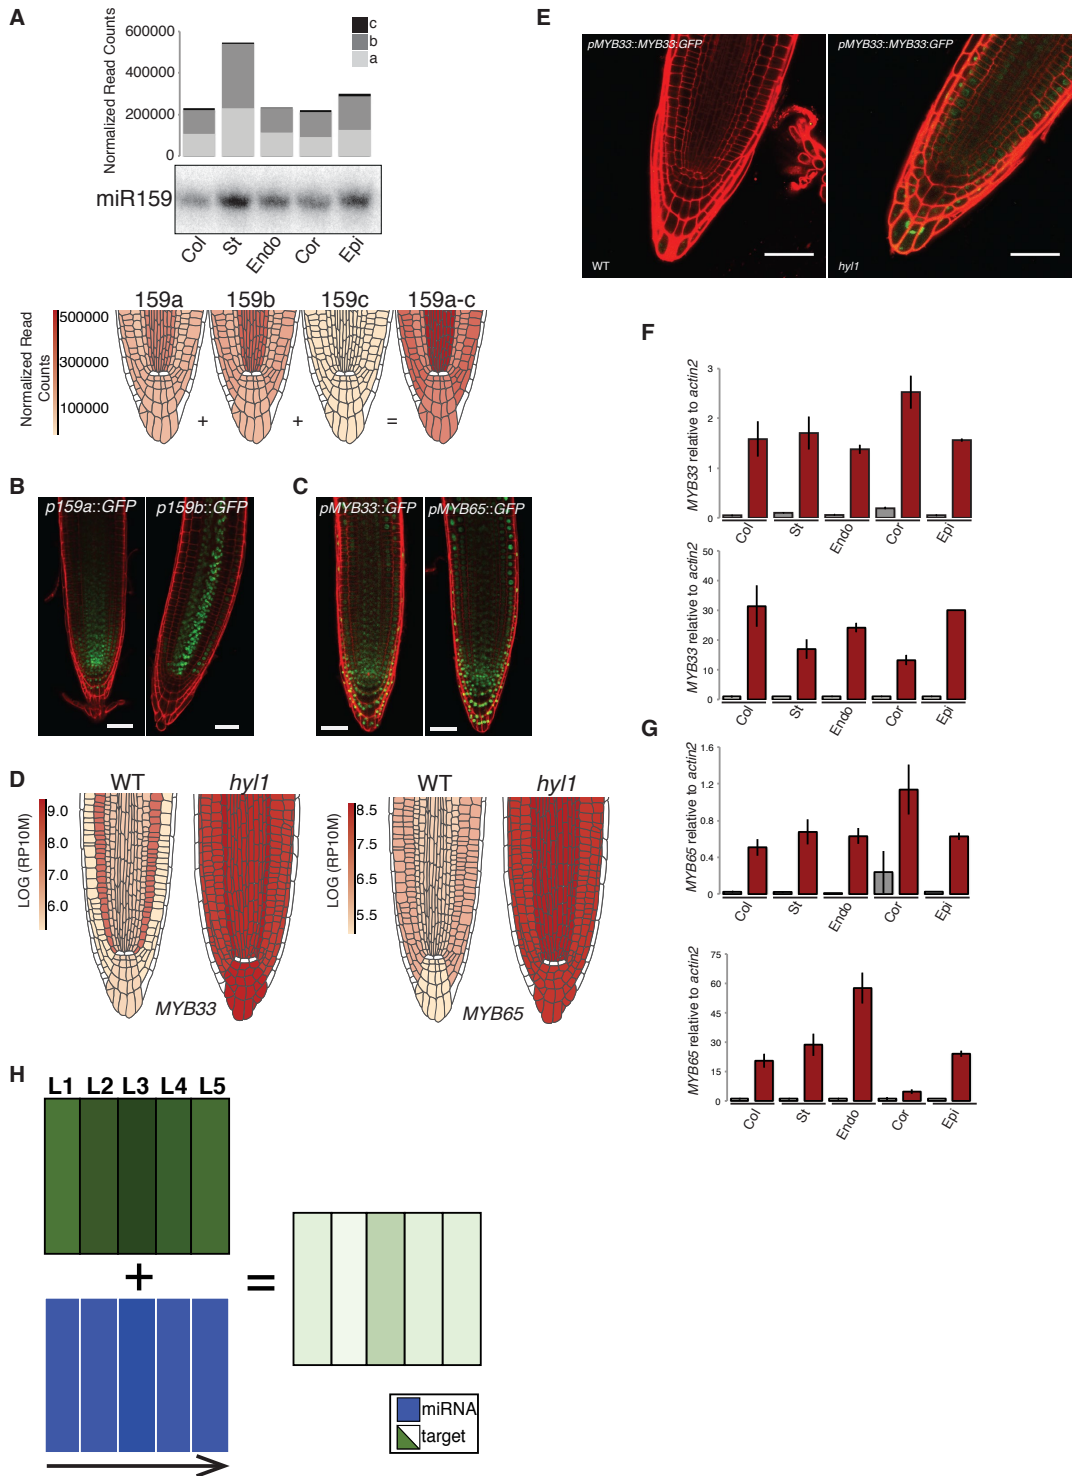 A
Normalized Read Counts
600000
400000
200000
0
c
b
a
miR159
Col
St
Endo
Cor
Epi
Normalized Read
Counts
500000
300000
100000
159a
159b
159c
159a-c
+
+
=
B
p159a::GFP
p159b::GFP
C
pMYB33::GFP
pMYB65::GFP
D
LOG (RP10M)
9.0
8.0
7.0
6.0
WT
hyl1
MYB33
LOG (RP10M)
8.5
7.5
6.5
5.5
WT
hyl1
MYB65
E
pMYB33::MYB33:GFP
WT
pMYB33::MYB33:GFP
hyl1
F
MYB33 relative to actin2
3
2
1
0
Col
St
Endo
Cor
Epi
MYB33 relative to actin2
50
40
30
20
10
0
Col
St
Endo
Cor
Epi
G
MYB65 relative to actin2
1.6
1.2
0.8
0.4
0
Col
St
Endo
Cor
Epi
MYB65 relative to actin2
75
60
45
30
15
0
Col
St
Endo
Cor
Epi
H
L1 L2 L3 L4 L5
+
=
miRNA
target